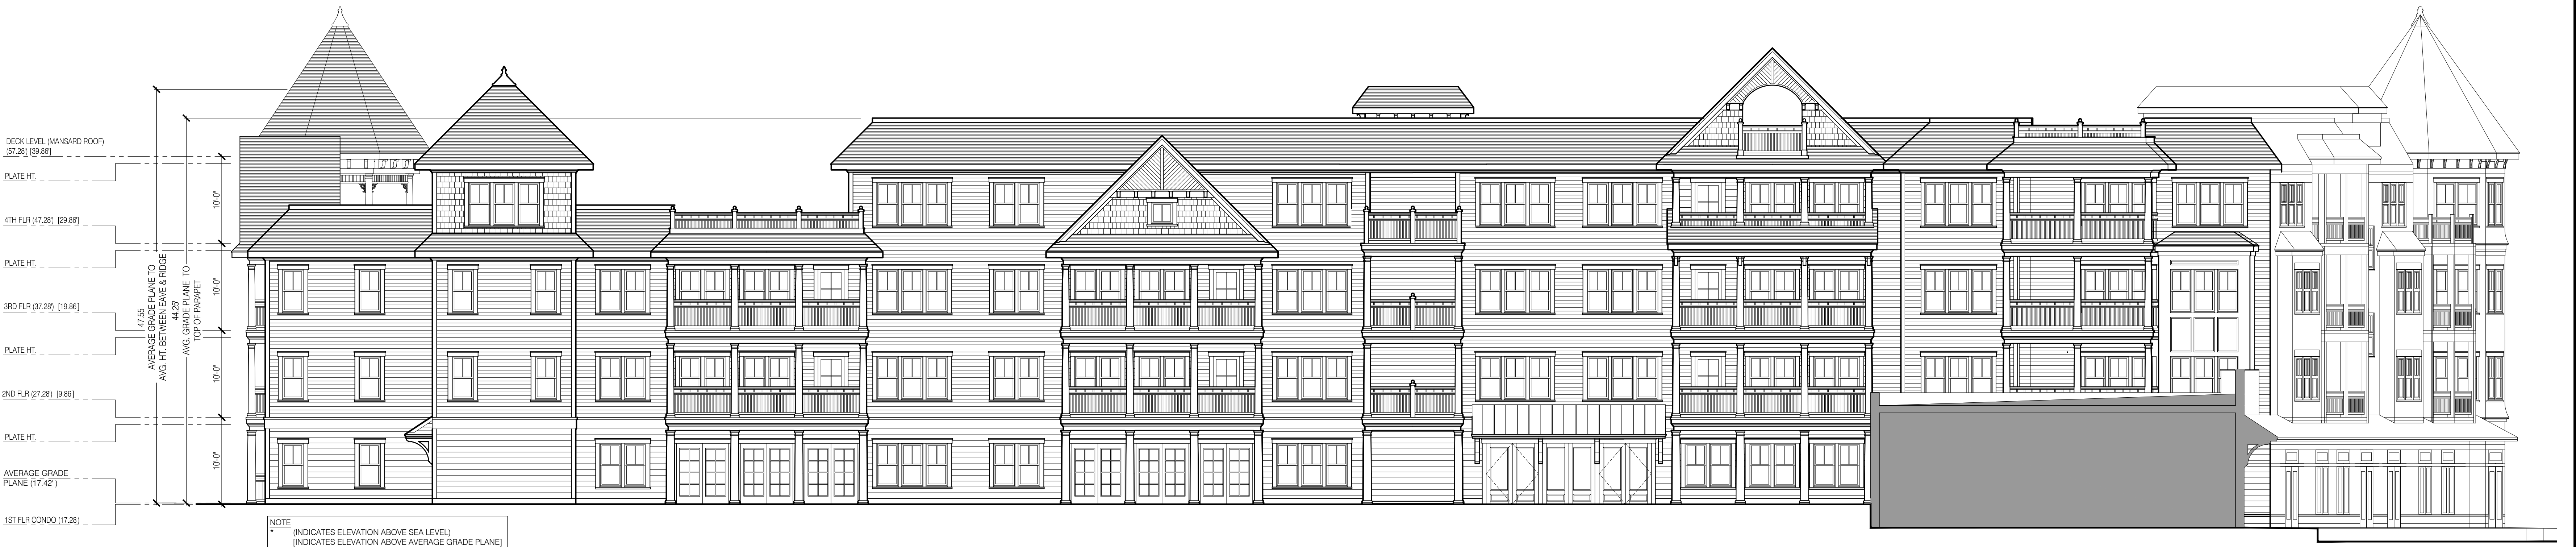 DECK LEVEL (MANSARD ROOF)
(57.28') [39.86']
PLATE HT.
4TH FLR (47.28') [29.86']
PLATE HT.
3RD FLR (37.28') [19.86']
PLATE HT.
2ND FLR (27.28') [9.86']
PLATE HT.
AVERAGE GRADE
PLANE (17.42' )
1ST FLR CONDO (17.28')
47.55'
AVERAGE GRADE PLANE TO
AVG. HT. BETWEEN EAVE & RIDGE
44.25'
AVG. GRADE PLANE TO
TOP OF PARAPET
10'-0"
10'-0"
10'-0"
10'-0"
NOTE
* (INDICATES ELEVATION ABOVE SEA LEVEL)
[INDICATES ELEVATION ABOVE AVERAGE GRADE PLANE]